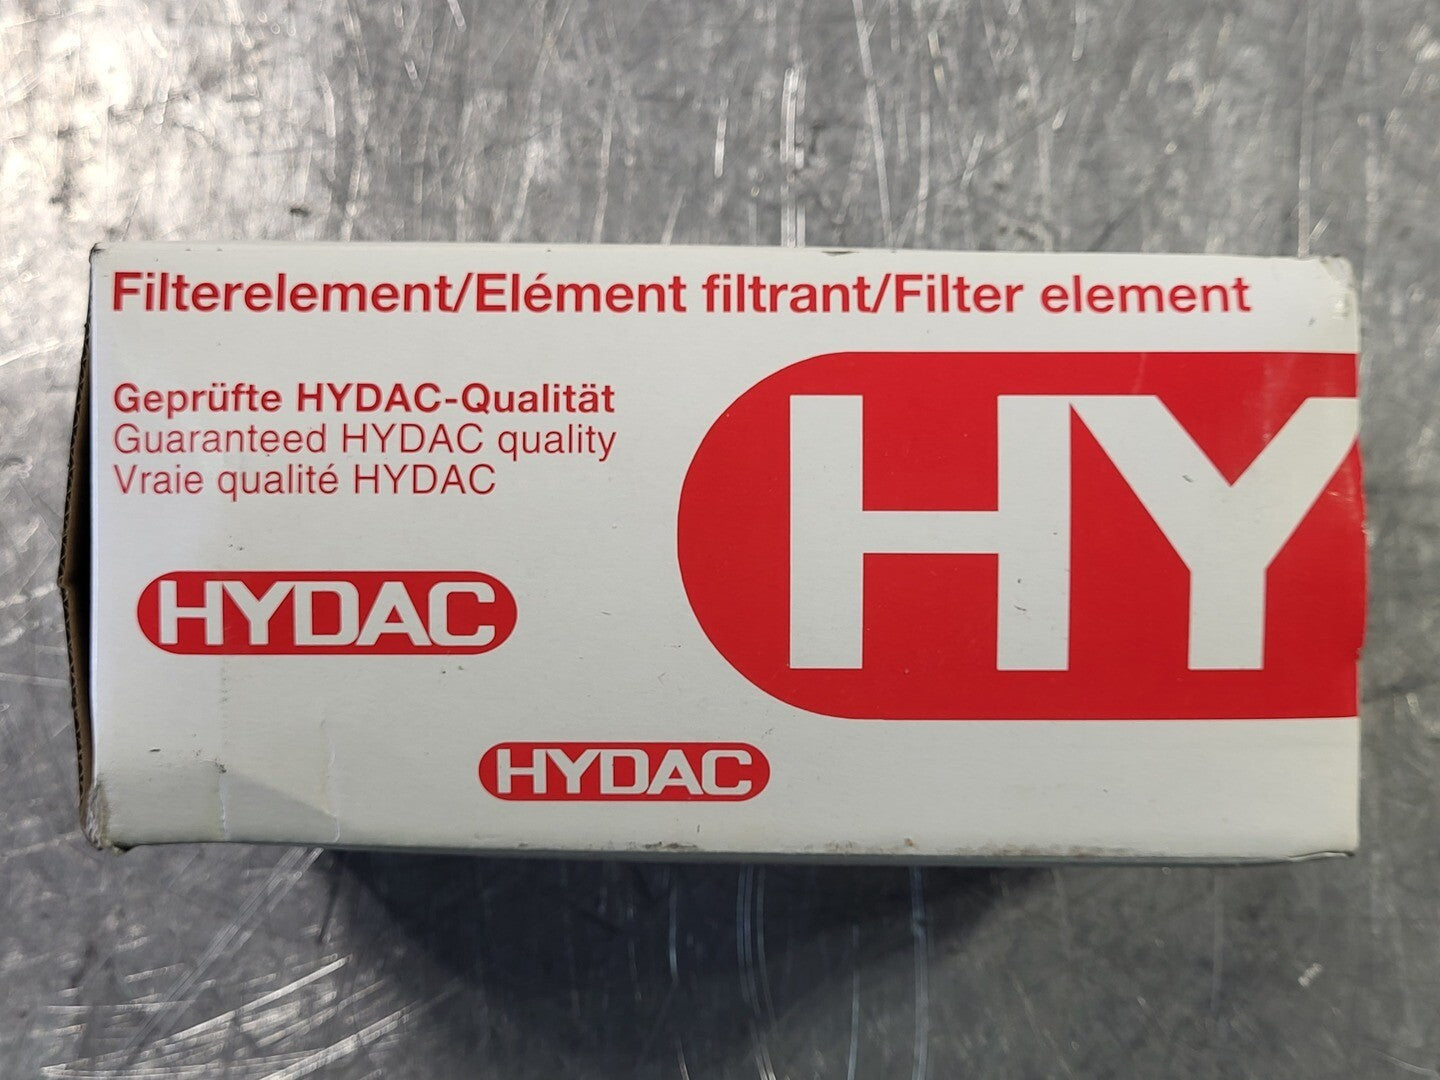 Filterelement/Elément filtrant/Filter element
Geprüfte HYDAC-Qualität
Guaranteed HYDAC quality
Vraie qualité HYDAC
HY
HYDAC
HYDAC